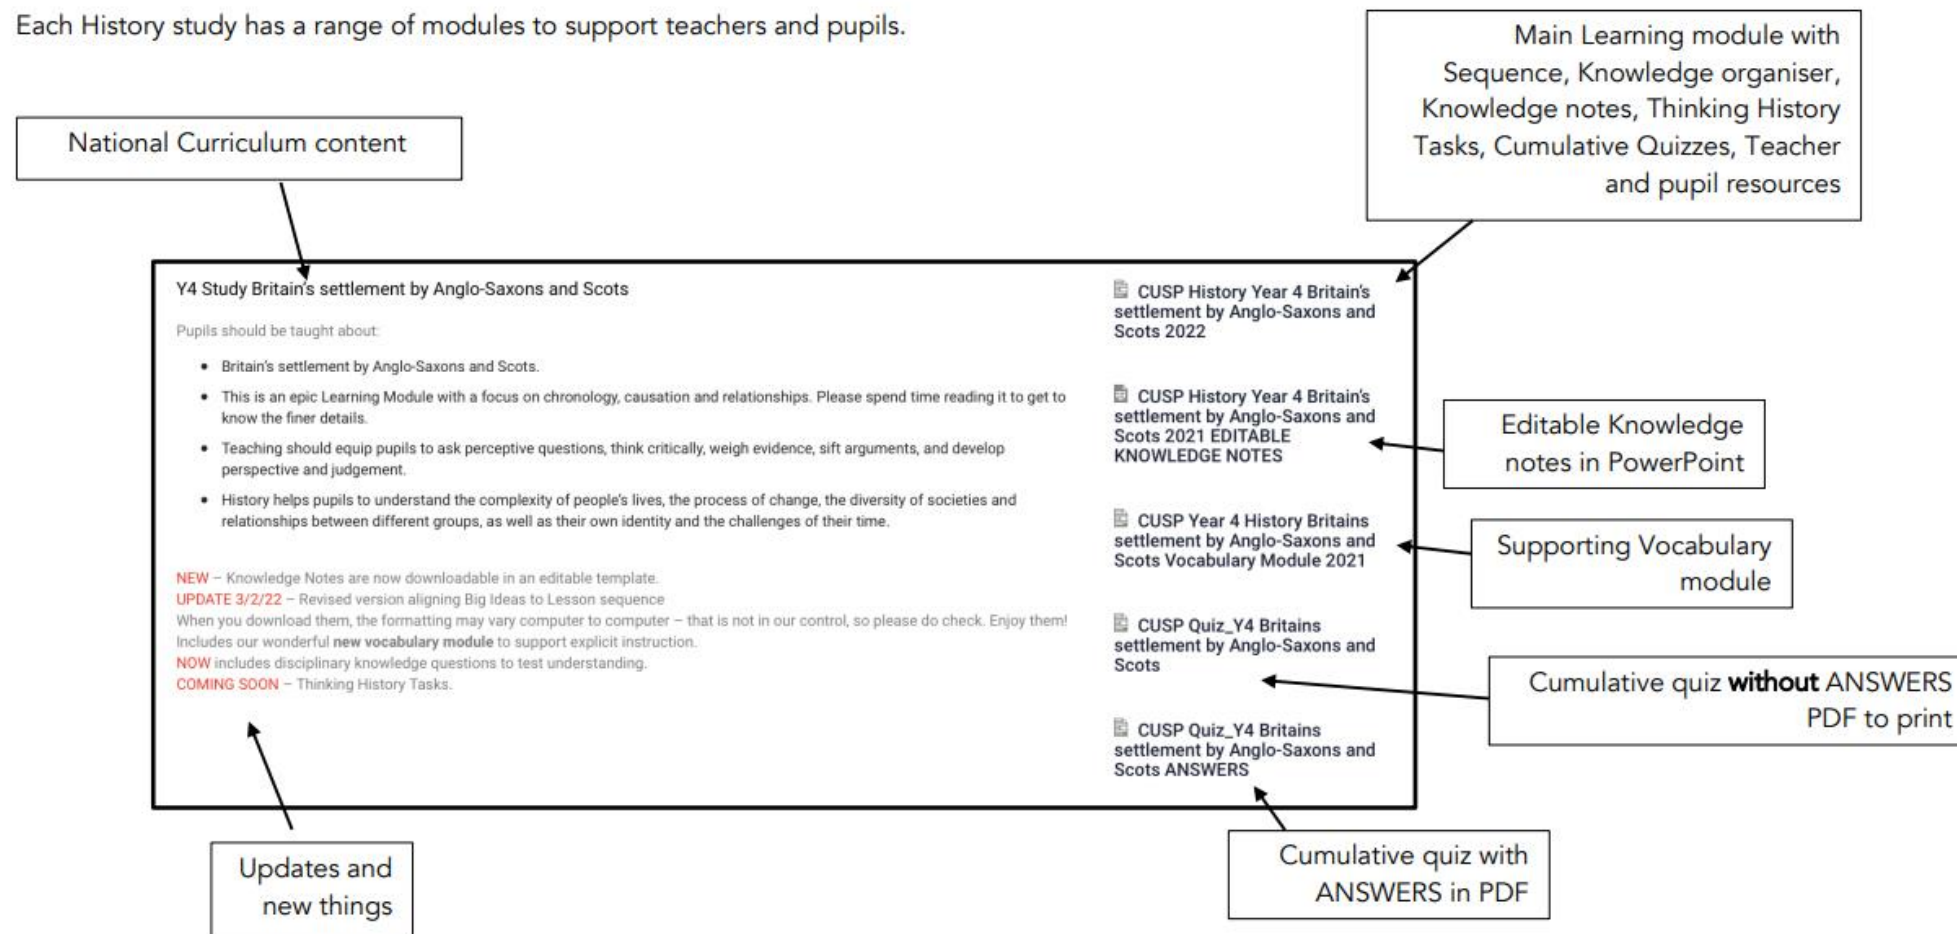 Each History study has a range of modules to support teachers and pupils.
Main Learning module with
Sequence, Knowledge organiser,
Knowledge notes, Thinking History
Tasks, Cumulative Quizzes, Teacher
and pupil resources
National Curriculum content
Y4 Study Britain's settlement by Anglo-Saxons and Scots
Pupils should be taught about:
• Britain's settlement by Anglo-Saxons and Scots.
• This is an epic Learning Module with a focus on chronology, causation and relationships. Please spend time reading it to get to
know the finer details.
• Teaching should equip pupils to ask perceptive questions, think critically, weigh evidence, sift arguments, and develop
perspective and judgement.
• History helps pupils to understand the complexity of people's lives, the process of change, the diversity of societies and
relationships between different groups, as well as their own identity and the challenges of their time.
NEW – Knowledge Notes are now downloadable in an editable template.
UPDATE 3/2/22 – Revised version aligning Big Ideas to Lesson sequence
When you download them, the formatting may vary computer to computer – that is not in our control, so please do check. Enjoy them!
Includes our wonderful new vocabulary module to support explicit instruction.
NOW includes disciplinary knowledge questions to test understanding.
COMING SOON – Thinking History Tasks.
CUSP History Year 4 Britain's
settlement by Anglo-Saxons and
Scots 2022
CUSP History Year 4 Britain's
settlement by Anglo-Saxons and
Scots 2021 EDITABLE
KNOWLEDGE NOTES
CUSP Year 4 History Britains
settlement by Anglo-Saxons and
Scots Vocabulary Module 2021
CUSP Quiz_Y4 Britains
settlement by Anglo-Saxons and
Scots
CUSP Quiz_Y4 Britains
settlement by Anglo-Saxons and
Scots ANSWERS
Editable Knowledge
notes in PowerPoint
Supporting Vocabulary
module
Cumulative quiz without ANSWERS
PDF to print
Updates and
new things
Cumulative quiz with
ANSWERS in PDF